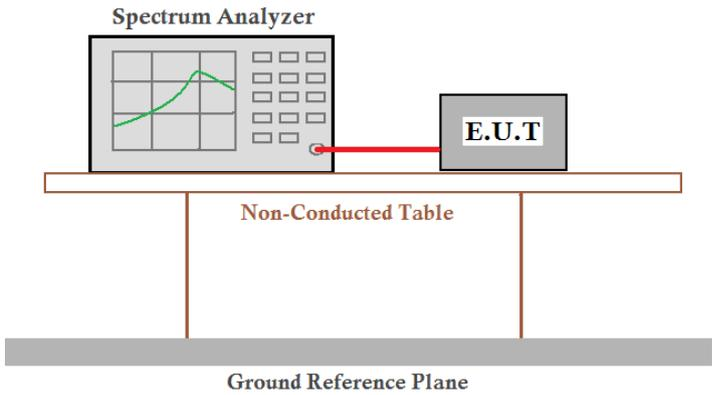 Spectrum Analyzer
E.U.T
Non-Conducted Table
Ground Reference Plane